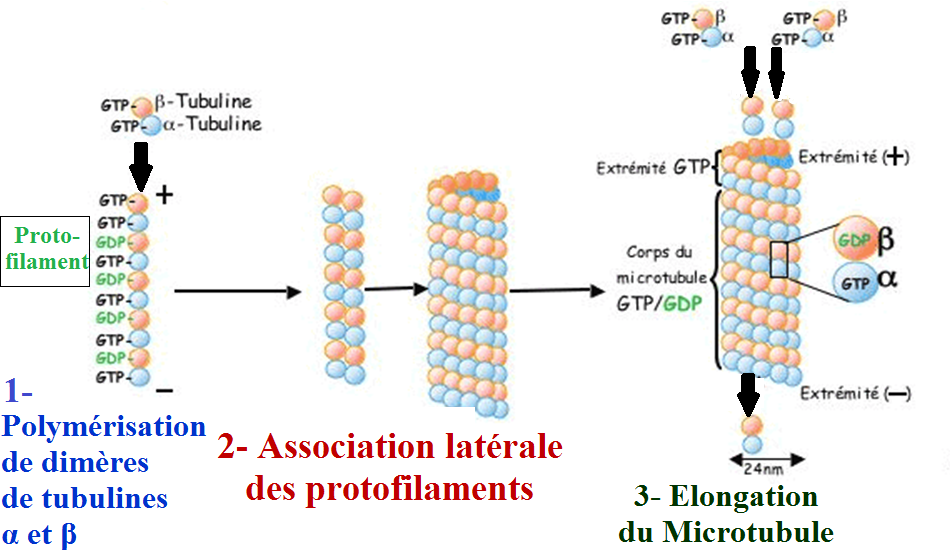 GTP- β-Tubuline
GTP- α-Tubuline
+
GTP-
GTP-
GDP-
GTP-
GDP-
GTP-
GDP-
GTP-
GDP-
GTP-
–
Proto-
filament
1-
Polymérisation
de dimères
de tubulines
α et β
2- Association latérale
des protofilaments
GTP- β
GTP- α
GTP- β
GTP- α
Extrémité GTP
Extrémité (+)
Corps du
microtubule
GTP/GDP
GDP β
GTP α
Extrémité (–)
24nm
3- Elongation
du Microtubule